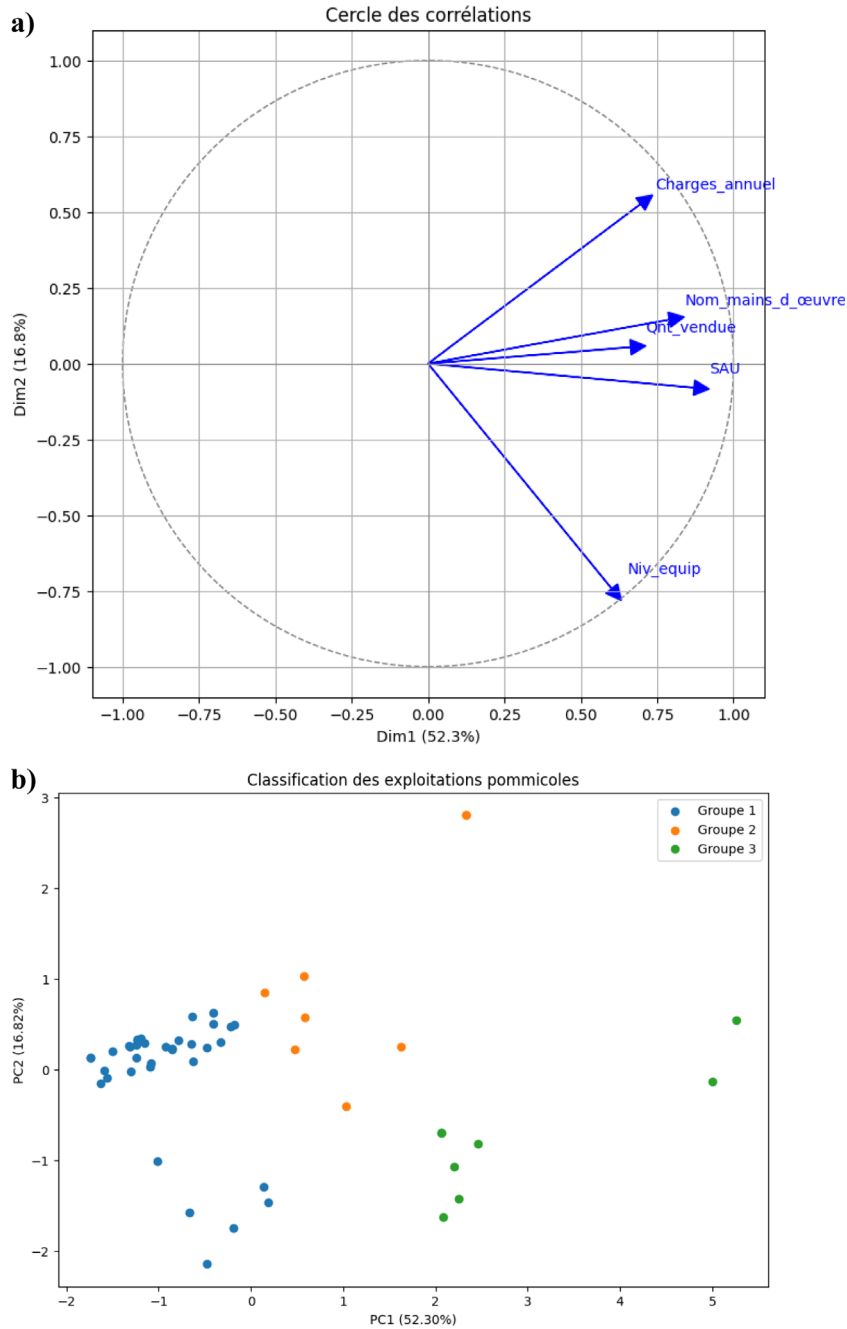 a)
Cercle des corrélations
1.00
0.75
0.50
0.25
0.00
−0.25
−0.50
−0.75
−1.00
Dim2 (16.8%)
Charges_annuel
Nom_mains_d_œuvre
Qnt_vendue
SAU
Niv_equip
−1.00 −0.75 −0.50 −0.25 0.00 0.25 0.50 0.75 1.00
Dim1 (52.3%)
b)
Classification des exploitations pommicoles
3
2
1
0
−1
−2
PC2 (16.82%)
Groupe 1
Groupe 2
Groupe 3
−2 −1 0 1 2 3 4 5
PC1 (52.30%)